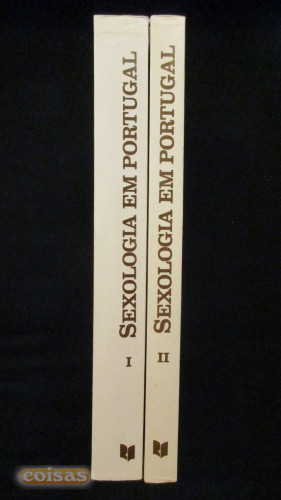 SEXOLOGIA EM PORTUGAL
I
SEXOLOGIA EM PORTUGAL
II
coisas